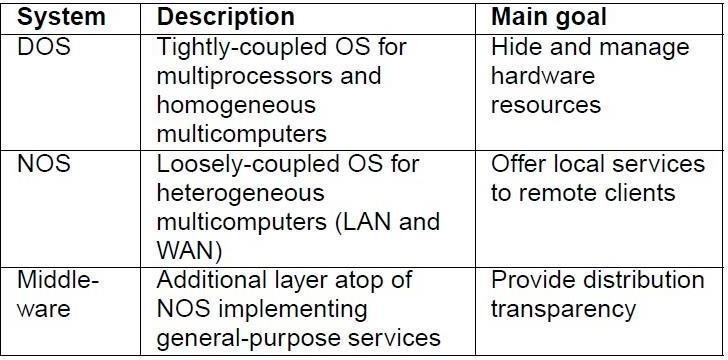 System Description Main goal
DOS Tightly-coupled OS for Hide and manage
multiprocessors and hardware
homogeneous resources
multicomputers
NOS Loosely-coupled OS for Offer local services
heterogeneous to remote clients
multicomputers (LAN and
WAN)
Middle- Additional layer atop of Provide distribution
ware NOS implementing transparency
general-purpose services